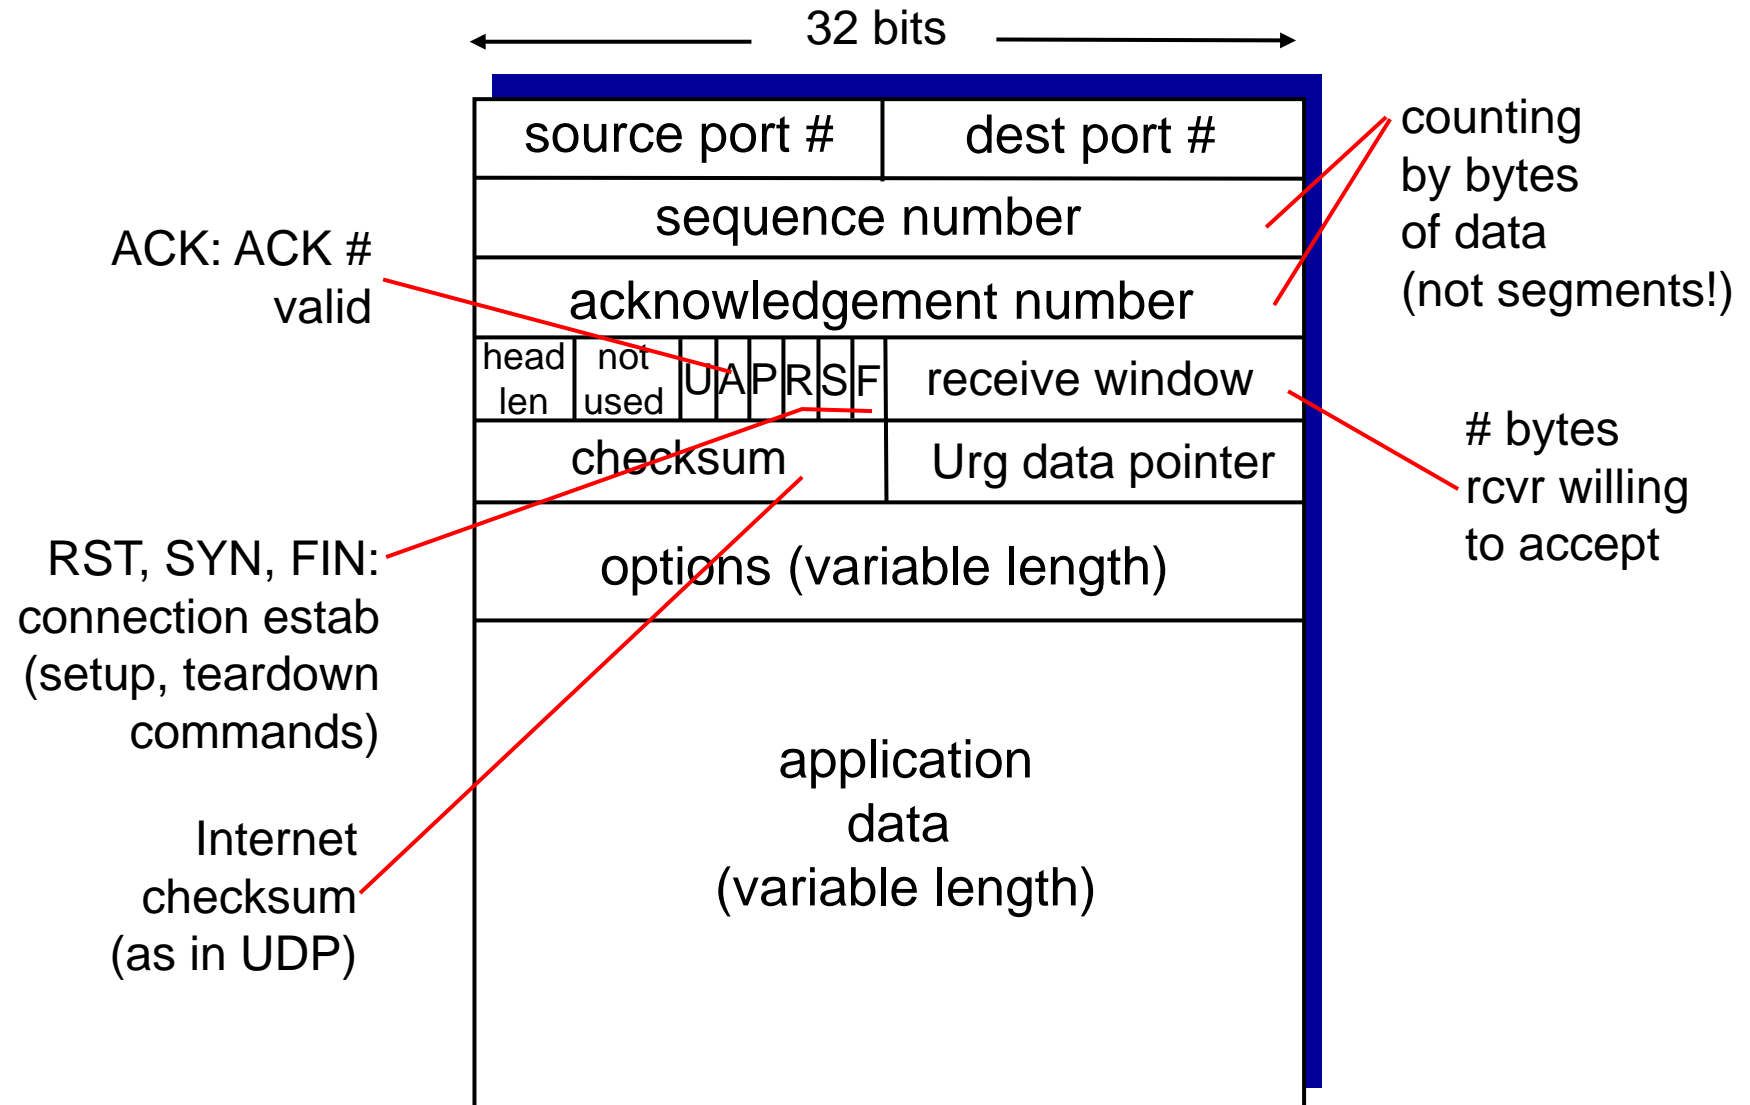 32 bits
source port #
dest port #
counting
by bytes
of data
(not segments!)
sequence number
ACK: ACK #
valid
acknowledgement number
head
len
not
used
U
A
P
R
S
F
receive window
# bytes
rcvr willing
to accept
checksum
Urg data pointer
RST, SYN, FIN:
connection estab
(setup, teardown
commands)
options (variable length)
Internet
checksum
(as in UDP)
application
data
(variable length)